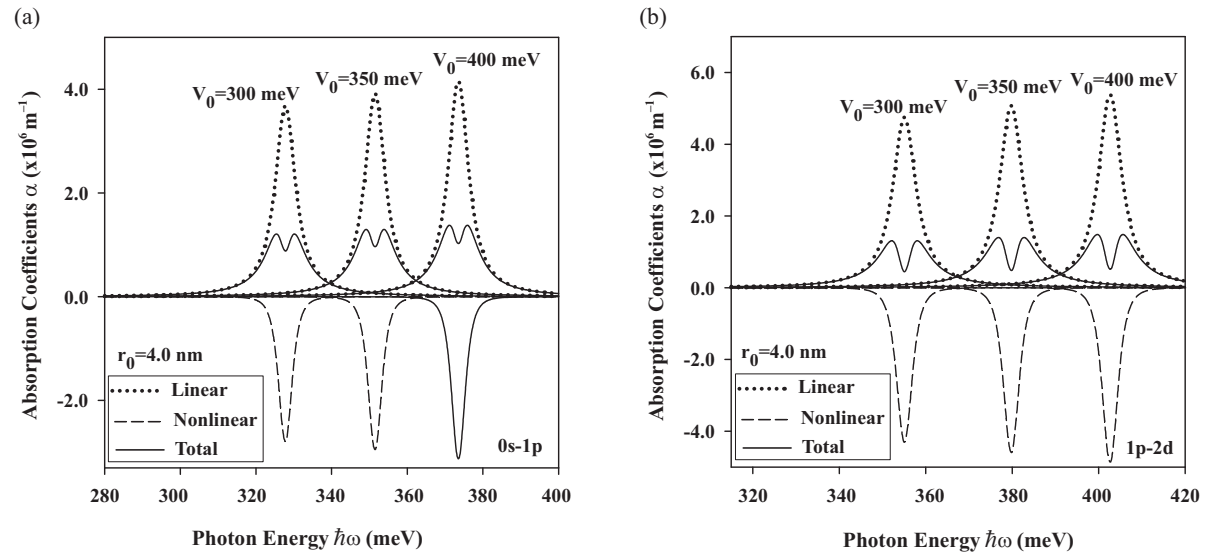 (a)
V0=400 meV
V0=350 meV
V0=300 meV
4.0
2.0
0.0
-2.0
Absorption Coefficients α (x10⁶ m⁻¹)
r0=4.0 nm
Linear
Nonlinear
Total
0s-1p
280 300 320 340 360 380 400
Photon Energy ℏω (meV)
(b)
V0=400 meV
V0=350 meV
V0=300 meV
6.0
4.0
2.0
0.0
-2.0
-4.0
Absorption Coefficients α (x10⁶ m⁻¹)
r0=4.0 nm
Linear
Nonlinear
Total
1p-2d
320 340 360 380 400 420
Photon Energy ℏω (meV)